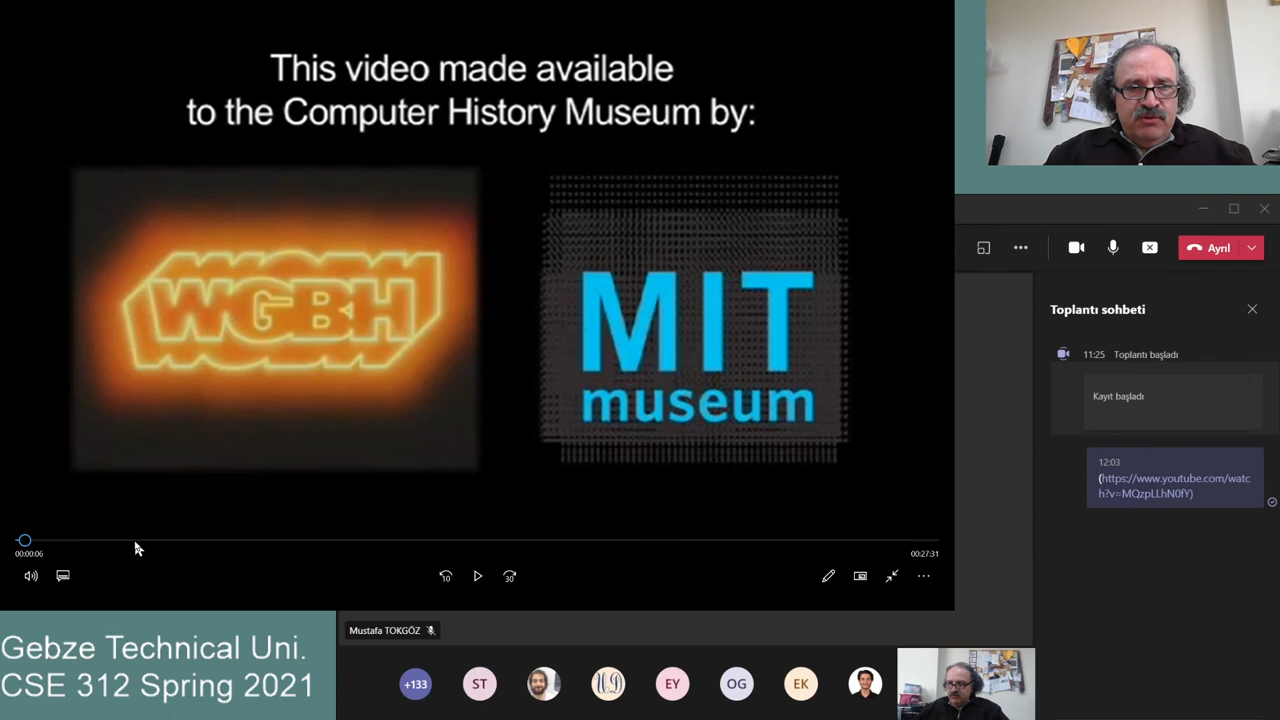 This video made available
to the Computer History Museum by:
WGBH
MIT
museum
00:00:06
00:27:31
10
30
Ayrıl
Toplantı sohbeti
11:25 Toplantı başladı
Kayıt başladı
12:03
(https://www.youtube.com/watc
h?v=MQzpLLhN0fY)
Mustafa TOKGÖZ
+133
ST
EY
OG
EK
Gebze Technical Uni.
CSE 312 Spring 2021